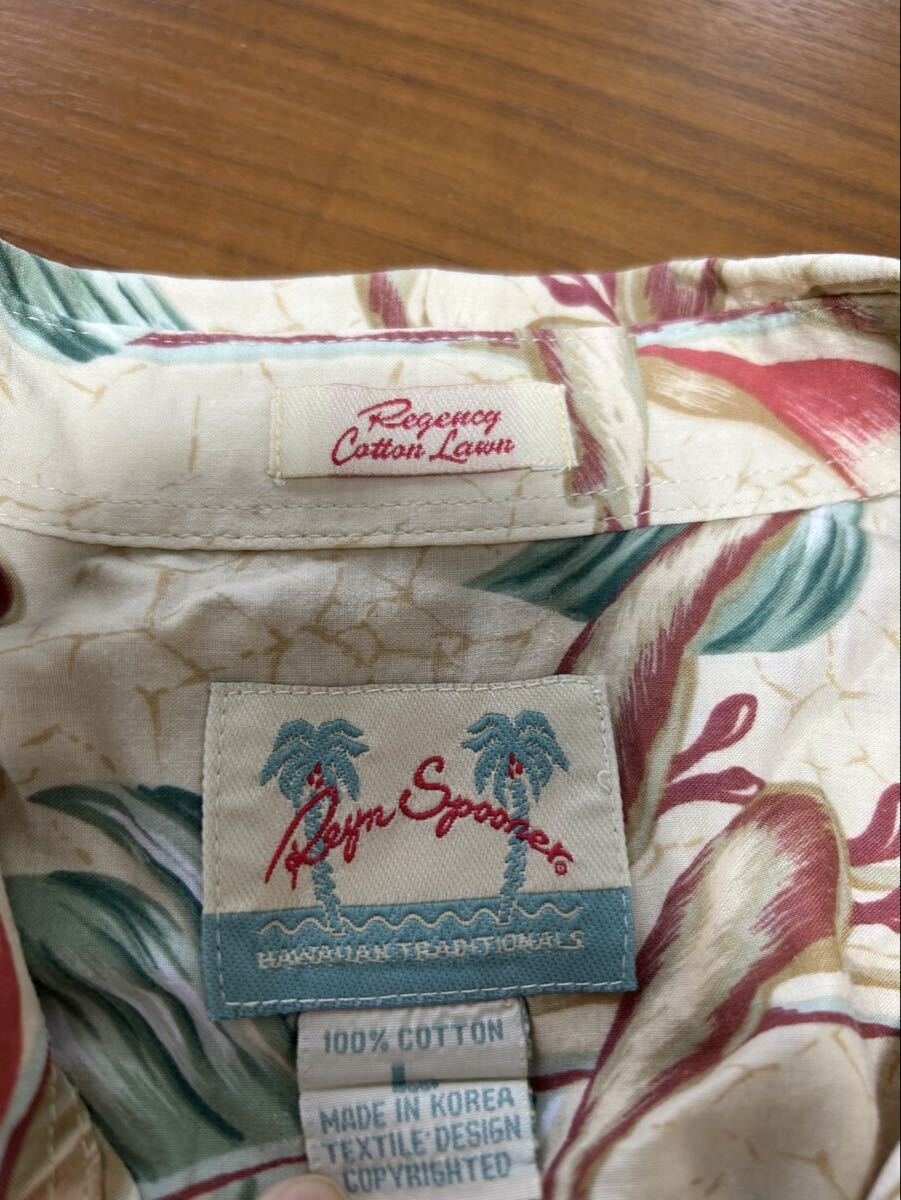 Regency
Cotton Lawn
Reyn Spooner®
HAWAIIAN TRADITIONALS
100% COTTON
L
MADE IN KOREA
TEXTILE DESIGN
COPYRIGHTED